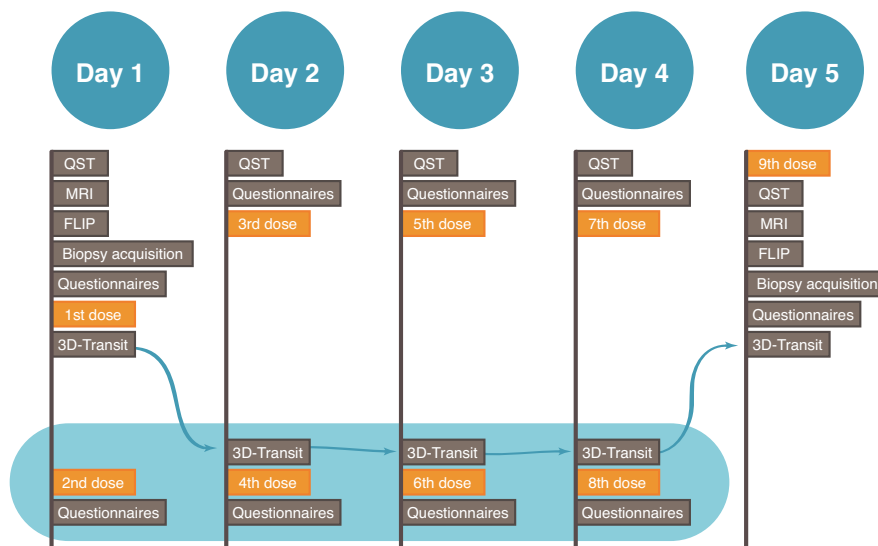 Day 1
QST
MRI
FLIP
Biopsy acquisition
Questionnaires
1st dose
3D-Transit
2nd dose
Questionnaires
Day 2
QST
Questionnaires
3rd dose
3D-Transit
4th dose
Questionnaires
Day 3
QST
Questionnaires
5th dose
3D-Transit
6th dose
Questionnaires
Day 4
QST
Questionnaires
7th dose
3D-Transit
8th dose
Questionnaires
Day 5
9th dose
QST
MRI
FLIP
Biopsy acquisition
Questionnaires
3D-Transit